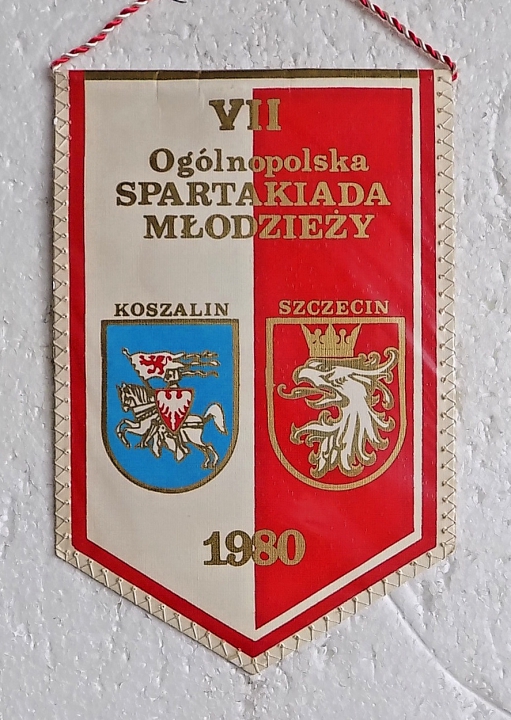 VII
Ogólnopolska
SPARTAKIADA
MŁODZIEŻY
KOSZALIN SZCZECIN
1980